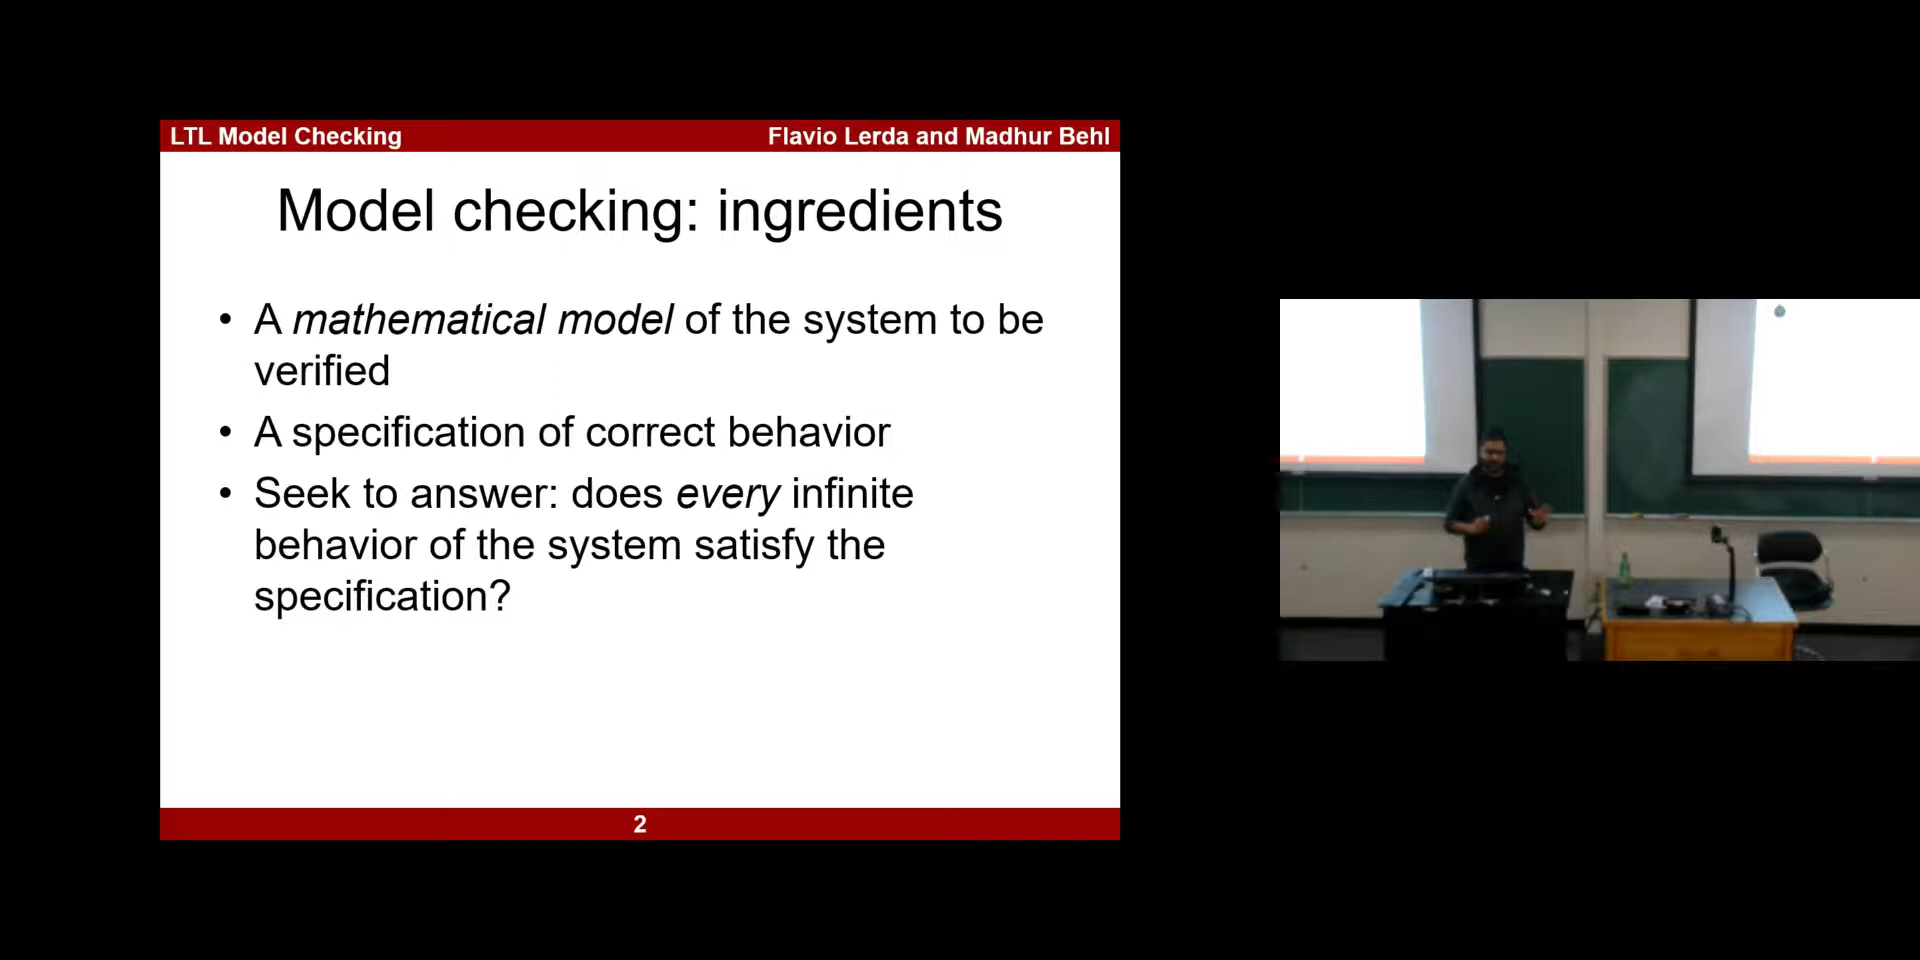 LTL Model Checking
Flavio Lerda and Madhur Behl
Model checking: ingredients
• A mathematical model of the system to be
verified
• A specification of correct behavior
• Seek to answer: does every infinite
behavior of the system satisfy the
specification?
2